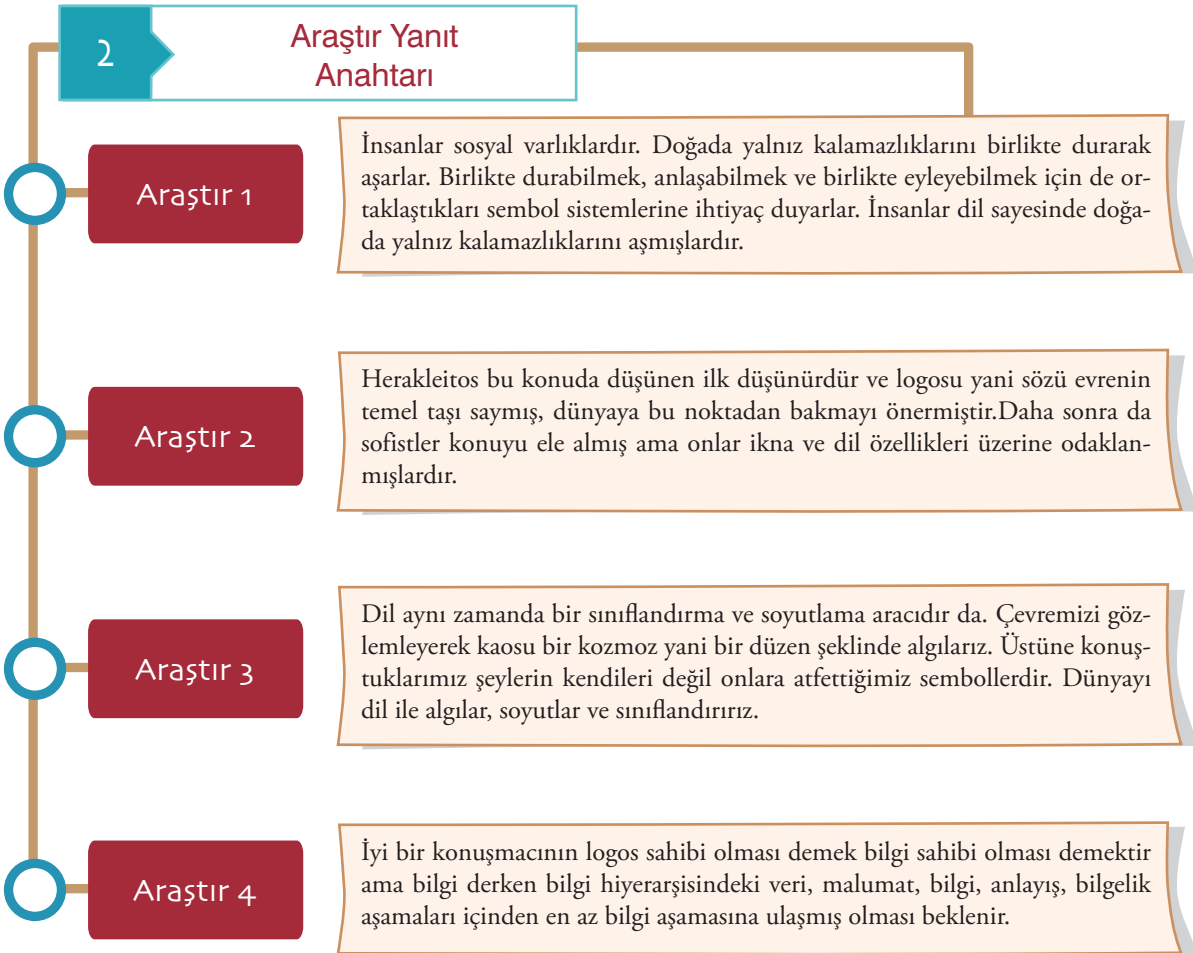 2
Araştır Yanıt
Anahtarı
Araştır 1
İnsanlar sosyal varlıklardır. Doğada yalnız kalamazlıklarını birlikte durarak
aşarlar. Birlikte durabilmek, anlaşabilmek ve birlikte eyleyebilmek için de or-
taklaştıkları sembol sistemlerine ihtiyaç duyarlar. İnsanlar dil sayesinde doğa-
da yalnız kalamazlıklarını aşmışlardır.
Araştır 2
Herakleitos bu konuda düşünen ilk düşünürdür ve logosu yani sözü evrenin
temel taşı saymış, dünyaya bu noktadan bakmayı önermiştir.Daha sonra da
sofistler konuyu ele almış ama onlar ikna ve dil özellikleri üzerine odaklan-
mışlardır.
Araştır 3
Dil aynı zamanda bir sınıflandırma ve soyutlama aracıdır da. Çevremizi göz-
lemleyerek kaosu bir kozmoz yani bir düzen şeklinde algılarız. Üstüne konuş-
tuklarımız şeylerin kendileri değil onlara atfettiğimiz sembollerdir. Dünyayı
dil ile algılar, soyutlar ve sınıflandırırız.
Araştır 4
İyi bir konuşmacının logos sahibi olması demek bilgi sahibi olması demektir
ama bilgi derken bilgi hiyerarşisindeki veri, malumat, bilgi, anlayış, bilgelik
aşamaları içinden en az bilgi aşamasına ulaşmış olması beklenir.